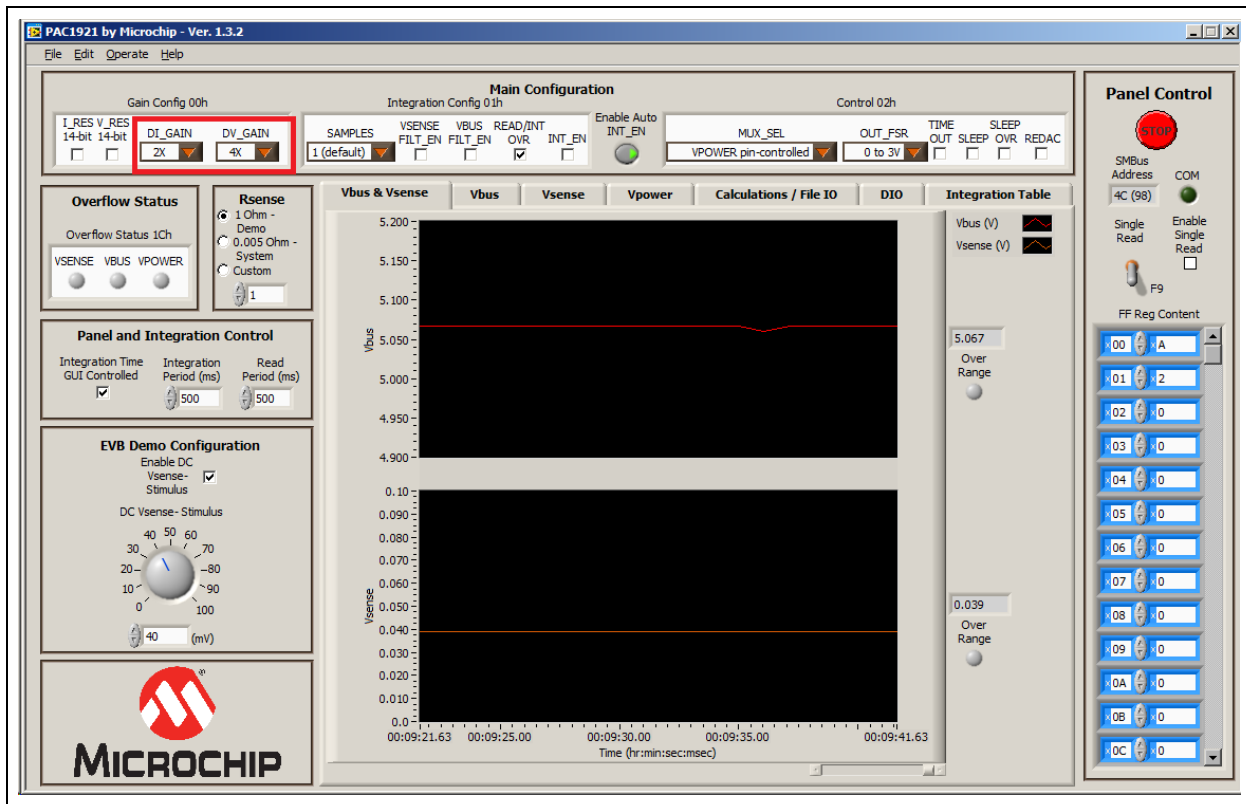 PAC1921 by Microchip - Ver. 1.3.2
File Edit Operate Help
Main Configuration
Gain Config 00h
I_RES V_RES
14-bit 14-bit
DI_GAIN
2X
DV_GAIN
4X
Integration Config 01h
SAMPLES
1 (default)
VSENSE
FILT_EN
VBUS
FILT_EN
READ/INT
OVR
INT_EN
Enable Auto
INT_EN
Control 02h
MUX_SEL
VPOWER pin-controlled
OUT_FSR
0 to 3V
TIME
OUT
SLEEP
SLEEP
OVR
REDAC
Overflow Status
Overflow Status 1Ch
VSENSE VBUS VPOWER
Rsense
1 Ohm -
Demo
0.005 Ohm -
System
Custom
1
Panel and Integration Control
Integration Time
GUI Controlled
Integration
Period (ms)
500
Read
Period (ms)
500
EVB Demo Configuration
Enable DC
Vsense-
Stimulus
DC Vsense- Stimulus
0 10 20 30 40 50 60 70 80 90 100
40 (mV)
MICROCHIP
Vbus & Vsense
Vbus
Vsense
Vpower
Calculations / File IO
DIO
Integration Table
5.200
5.150
5.100
5.050
5.000
4.950
4.900
Vbus
0.10
0.090
0.080
0.070
0.060
0.050
0.040
0.030
0.020
0.010
0.0
Vsense
00:09:21.63 00:09:25.00 00:09:30.00 00:09:35.00 00:09:41.63
Time (hr:min:sec:msec)
Vbus (V)
Vsense (V)
5.067
Over
Range
0.039
Over
Range
Panel Control
STOP
SMBus
Address
4C (98)
COM
Single
Read
F9
Enable
Single
Read
FF Reg Content
x 00 x A
x 01 x 2
x 02 x 0
x 03 x 0
x 04 x 0
x 05 x 0
x 06 x 0
x 07 x 0
x 08 x 0
x 09 x 0
x 0A x 0
x 0B x 0
x 0C x 0